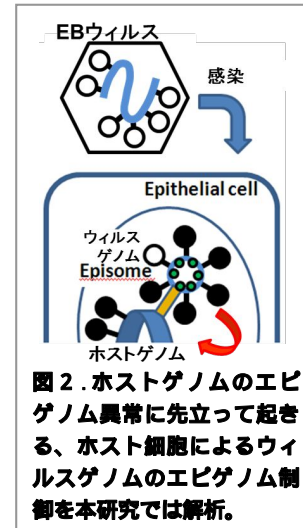 EBウィルス
感染
Epithelial cell
ウィルス
ゲノム
Episome
ホストゲノム
図２.ホストゲノムのエピ
ゲノム異常に先立って起き
る、ホスト細胞によるウィ
ルスゲノムのエピゲノム制
御を本研究では解析。